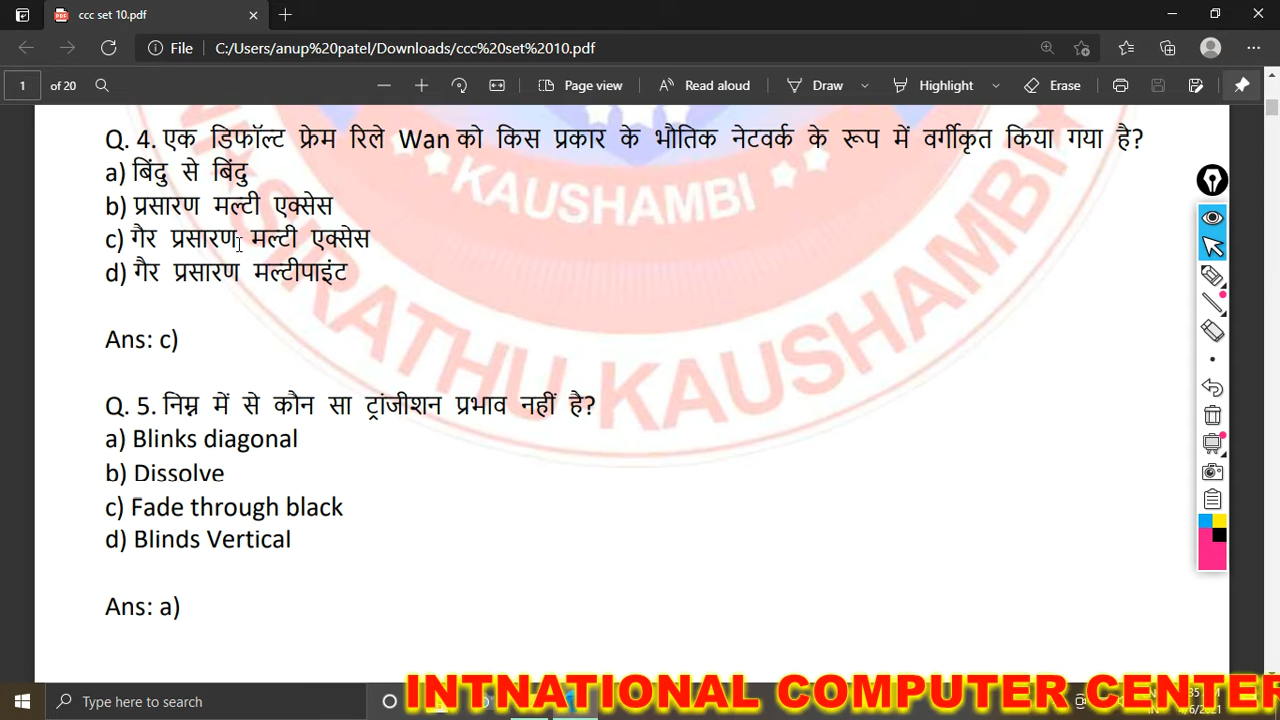 ccc set 10.pdf
File C:/Users/anup%20patel/Downloads/ccc%20set%2010.pdf
1 of 20 Page view Read aloud Draw Highlight Erase
Q. 4. एक डिफॉल्ट फ्रेम रिले Wan को किस प्रकार के भौतिक नेटवर्क के रूप में वर्गीकृत किया गया है?
a) बिंदु से बिंदु
b) प्रसारण मल्टी एक्सेस
c) गैर प्रसारण मल्टी एक्सेस
d) गैर प्रसारण मल्टीपाइंट
KAUSHAMBI
SIRATHU KAUSHAMBI
Ans: c)
Q. 5. निम्न में से कौन सा ट्रांजीशन प्रभाव नहीं है?
a) Blinks diagonal
b) Dissolve
c) Fade through black
d) Blinds Vertical
Ans: a)
Type here to search
INTNATIONAL COMPUTER CENTER